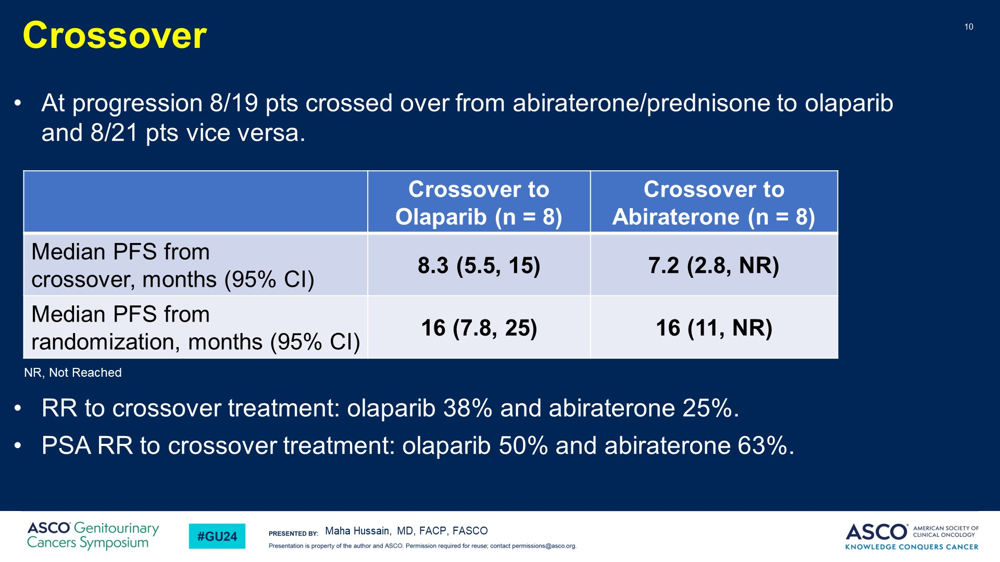 Crossover
10
• At progression 8/19 pts crossed over from abiraterone/prednisone to olaparib
and 8/21 pts vice versa.
Crossover to
Olaparib (n = 8)
Crossover to
Abiraterone (n = 8)
Median PFS from
crossover, months (95% CI)
8.3 (5.5, 15)
7.2 (2.8, NR)
Median PFS from
randomization, months (95% CI)
16 (7.8, 25)
16 (11, NR)
NR, Not Reached
• RR to crossover treatment: olaparib 38% and abiraterone 25%.
• PSA RR to crossover treatment: olaparib 50% and abiraterone 63%.
ASCO® Genitourinary
Cancers Symposium
#GU24
PRESENTED BY: Maha Hussain, MD, FACP, FASCO
Presentation is property of the author and ASCO. Permission required for reuse; contact permissions@asco.org.
ASCO® AMERICAN SOCIETY OF
CLINICAL ONCOLOGY
KNOWLEDGE CONQUERS CANCER